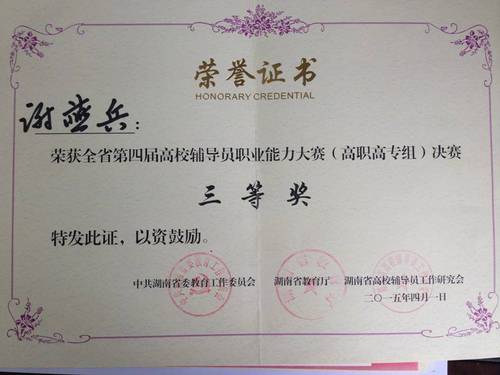 荣誉证书
HONORARY CREDENTIAL
谢燕兵：
荣获全省第四届高校辅导员职业能力大赛（高职高专组）决赛
三等奖
特发此证，以资鼓励。
中共湖南省委教育工作委员会 湖南省教育厅 湖南省高校辅导员工作研究会
二〇一五年四月一日